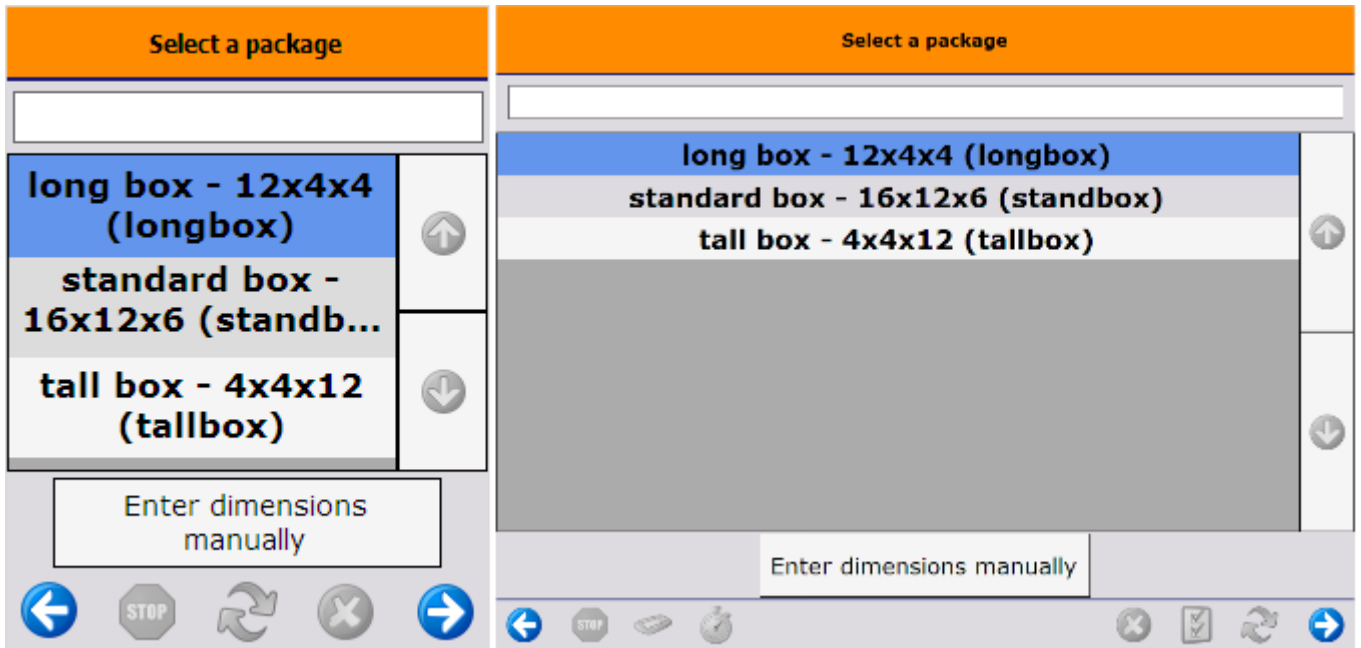 Select a package
long box - 12x4x4
(longbox)
standard box -
16x12x6 (standb...
tall box - 4x4x12
(tallbox)
Enter dimensions
manually
STOP
Select a package
long box - 12x4x4 (longbox)
standard box - 16x12x6 (standbox)
tall box - 4x4x12 (tallbox)
Enter dimensions manually
STOP